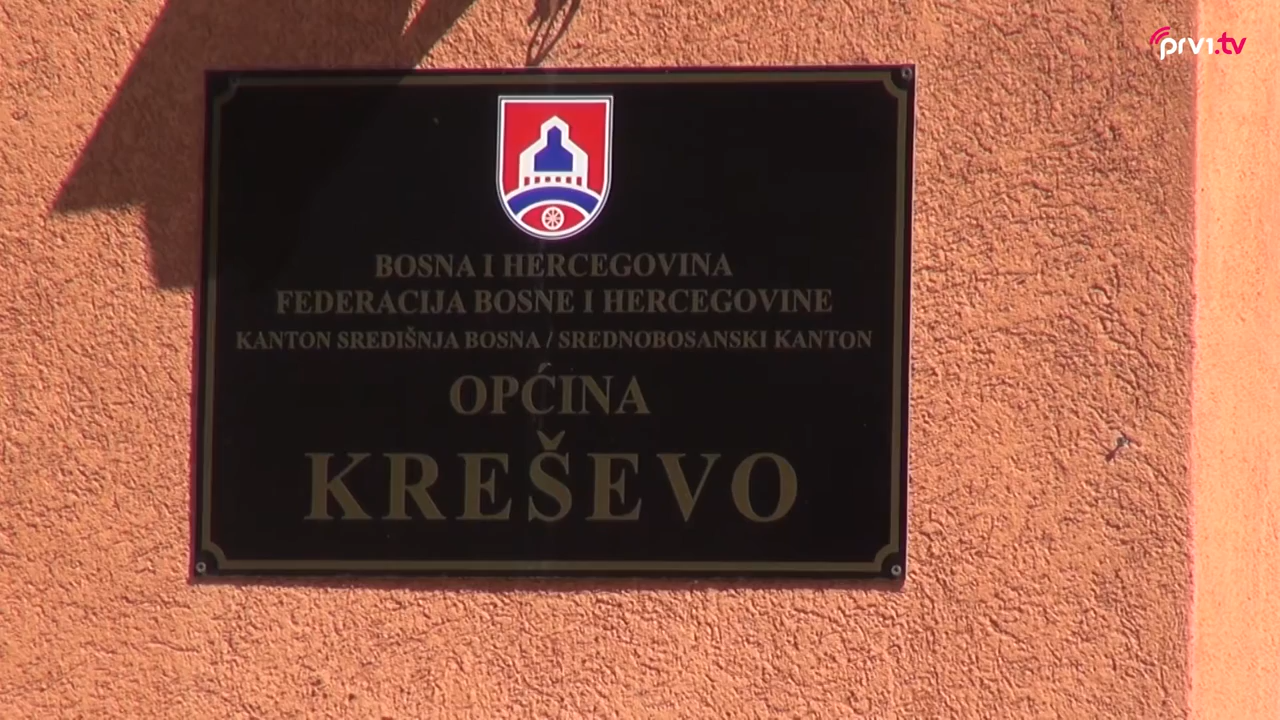 prv1.tv
BOSNA I HERCEGOVINA
FEDERACIJA BOSNE I HERCEGOVINE
KANTON SREDIŠNJA BOSNA / SREDNOBOSANSKI KANTON
OPĆINA
KREŠEVO